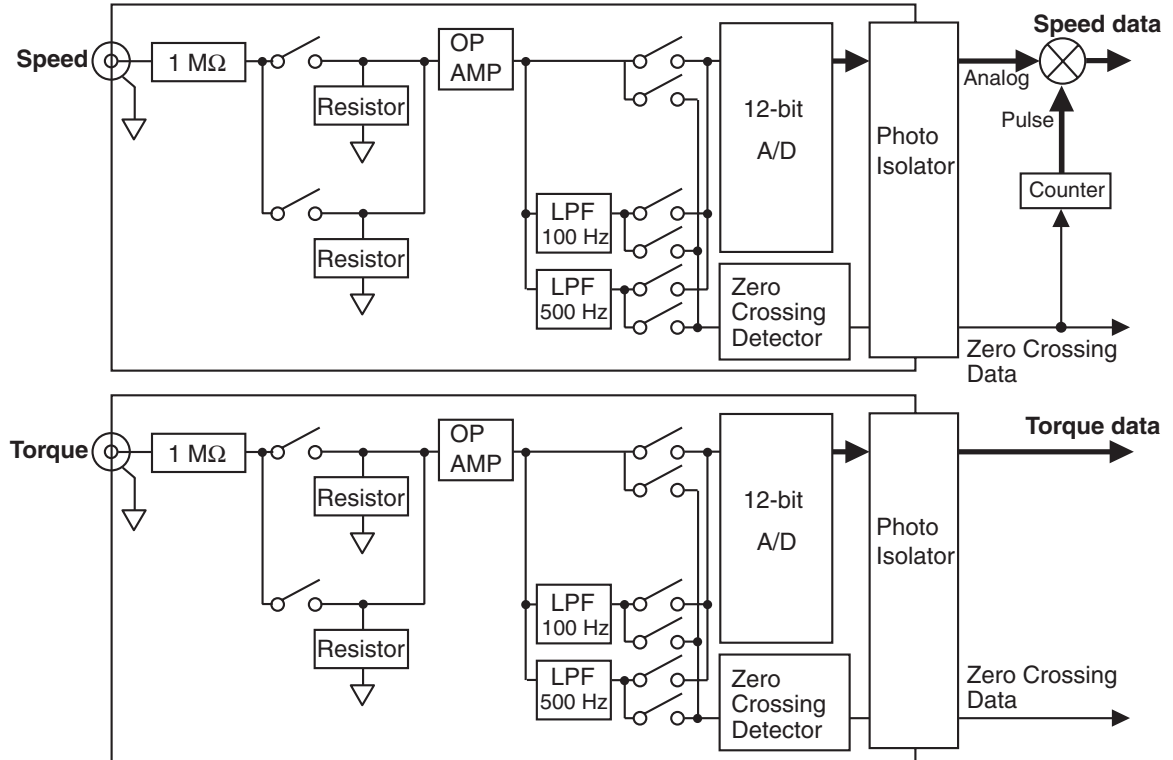 Speed
1 MΩ
Resistor
Resistor
OP
AMP
LPF
100 Hz
LPF
500 Hz
12-bit
A/D
Zero
Crossing
Detector
Photo
Isolator
Analog
Pulse
Speed data
Counter
Zero Crossing
Data
Torque
1 MΩ
Resistor
Resistor
OP
AMP
LPF
100 Hz
LPF
500 Hz
12-bit
A/D
Zero
Crossing
Detector
Photo
Isolator
Torque data
Zero Crossing
Data